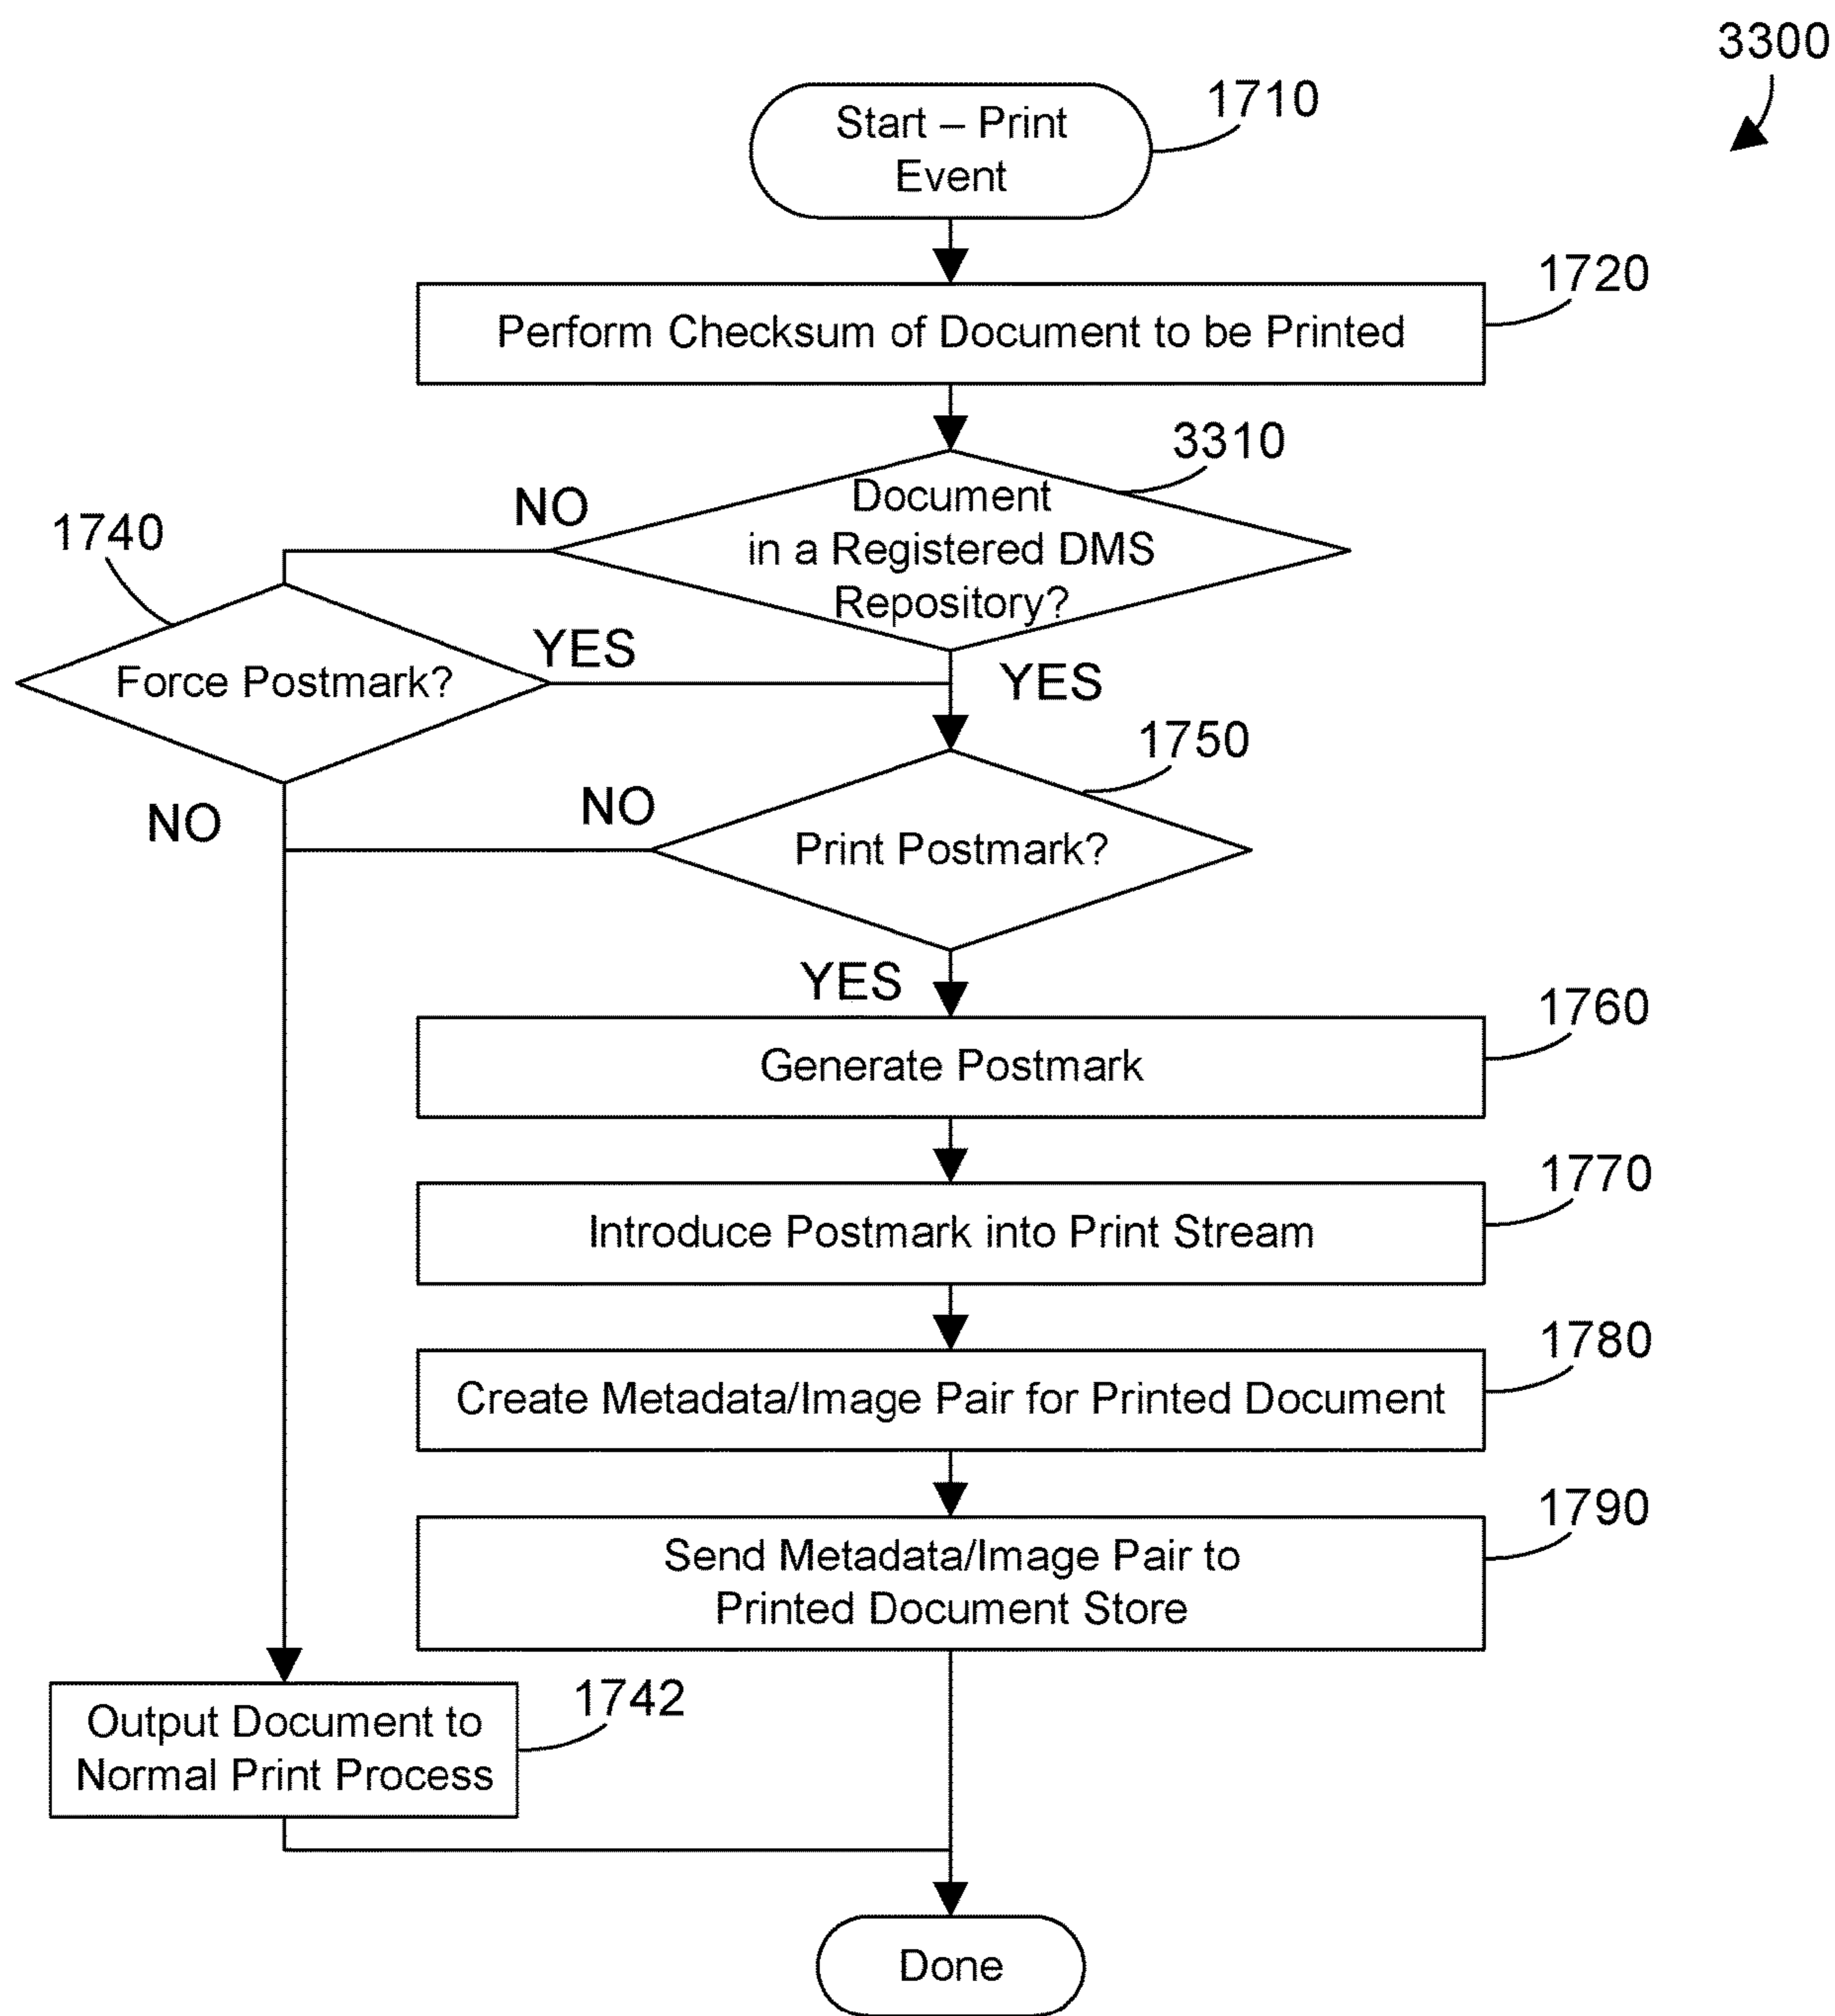 3300
1710
Start – Print
Event
1720
Perform Checksum of Document to be Printed
3310
Document
in a Registered DMS
Repository?
NO
1740
Force Postmark?
YES
YES
1750
NO
NO
Print Postmark?
YES
1760
Generate Postmark
1770
Introduce Postmark into Print Stream
1780
Create Metadata/Image Pair for Printed Document
1790
Send Metadata/Image Pair to
Printed Document Store
1742
Output Document to
Normal Print Process
Done